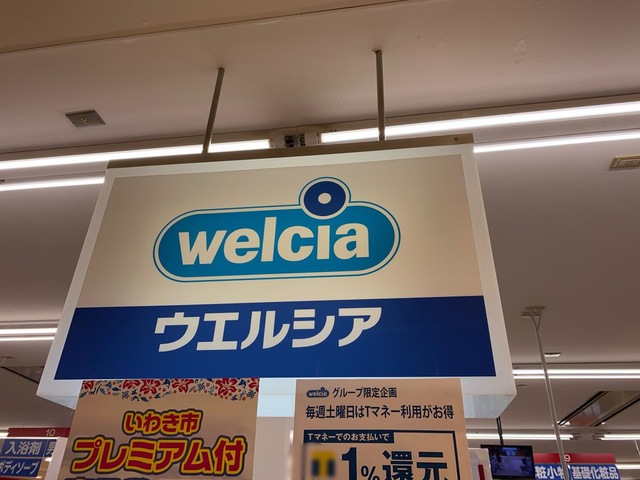 welcia
ウエルシア
いわき市
プレミアム付
welcia グループ限定企画
毎週土曜日はTマネー利用がお得
Tマネーでのお支払いで
1%還元
10
入浴剤
ボディソープ
9
基礎化粧品